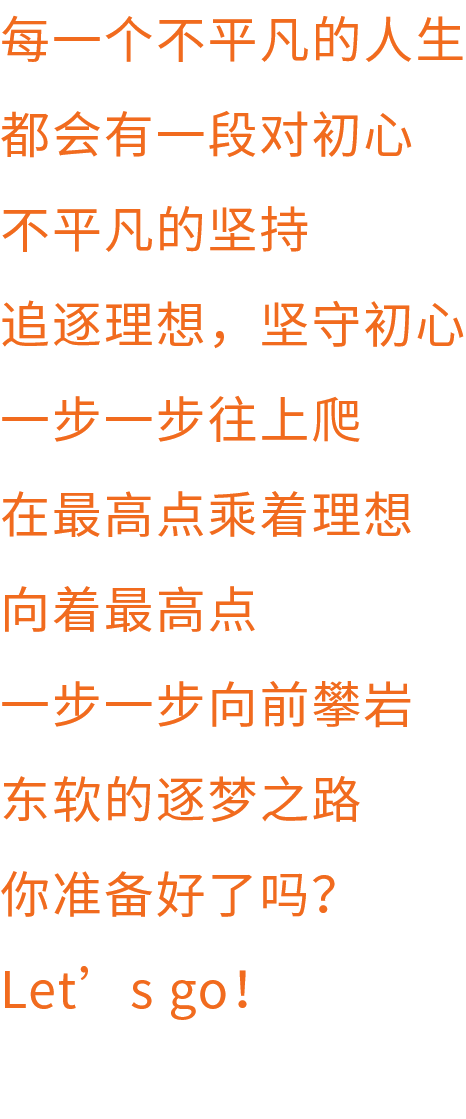 每一个不平凡的人生
都会有一段对初心
不平凡的坚持
追逐理想，坚守初心
一步一步往上爬
在最高点乘着理想
向着最高点
一步一步向前攀岩
东软的逐梦之路
你准备好了吗？
Let’s go！